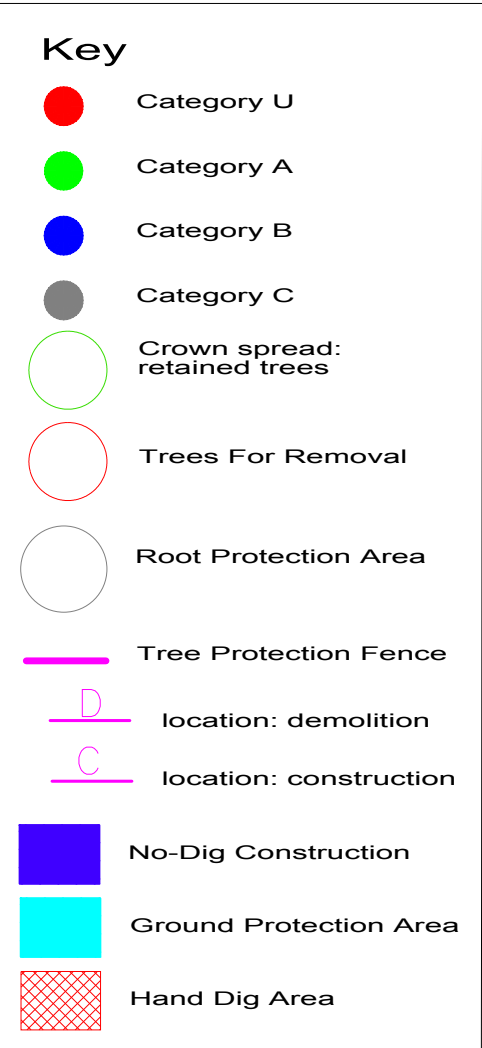 Key
Category U
Category A
Category B
Category C
Crown spread:
retained trees
Trees For Removal
Root Protection Area
Tree Protection Fence
D
location: demolition
C
location: construction
No-Dig Construction
Ground Protection Area
Hand Dig Area